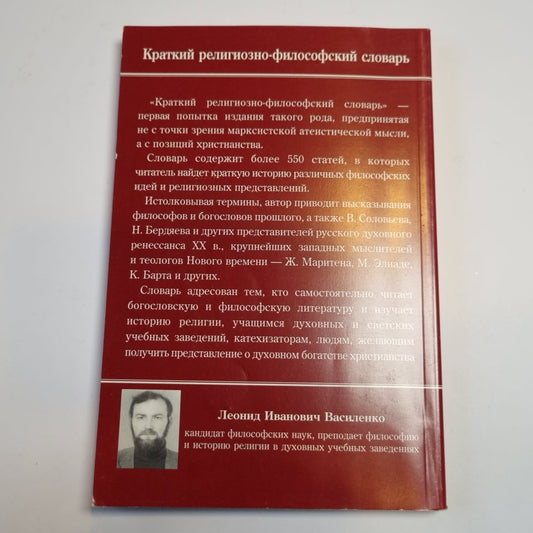 Краткий религиозно-философский словарь
«Краткий религиозно-философский словарь» —
первая попытка издания такого рода, предпринятая
не с точки зрения марксистской атеистической мысли,
а с позиций христианства.
Словарь содержит более 550 статей, в которых
читатель найдет краткую историю различных философских
идей и религиозных представлений.
Истолковывая термины, автор приводит высказывания
философов и богословов прошлого, а также В. Соловьева,
Н. Бердяева и других представителей русского духовного
ренессанса XX в., крупнейших западных мыслителей
и теологов Нового времени — Ж. Маритена, М. Элиаде,
К. Барта и других.
Словарь адресован тем, кто самостоятельно читает
богословскую и философскую литературу и изучает
историю религии, учащимся духовных и светских
учебных заведений, катехизаторам, людям, желающим
получить представление о духовном богатстве христианства
Леонид Иванович Василенко
кандидат философских наук, преподает философию
и историю религии в духовных учебных заведениях